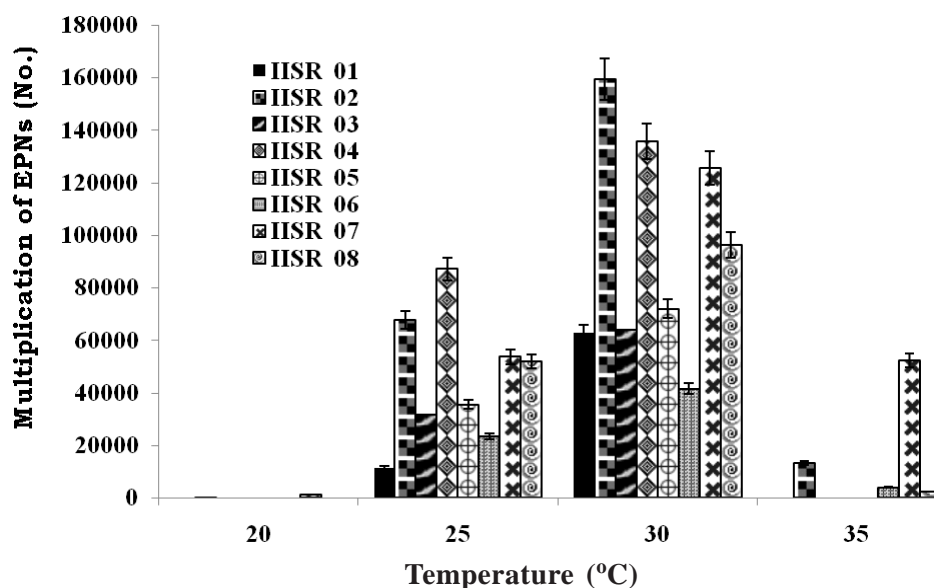 Multiplication of EPNs (No.)
180000
160000
140000
120000
100000
80000
60000
40000
20000
0
IISR 01
IISR 02
IISR 03
IISR 04
IISR 05
IISR 06
IISR 07
IISR 08
20 25 30 35
Temperature (ºC)